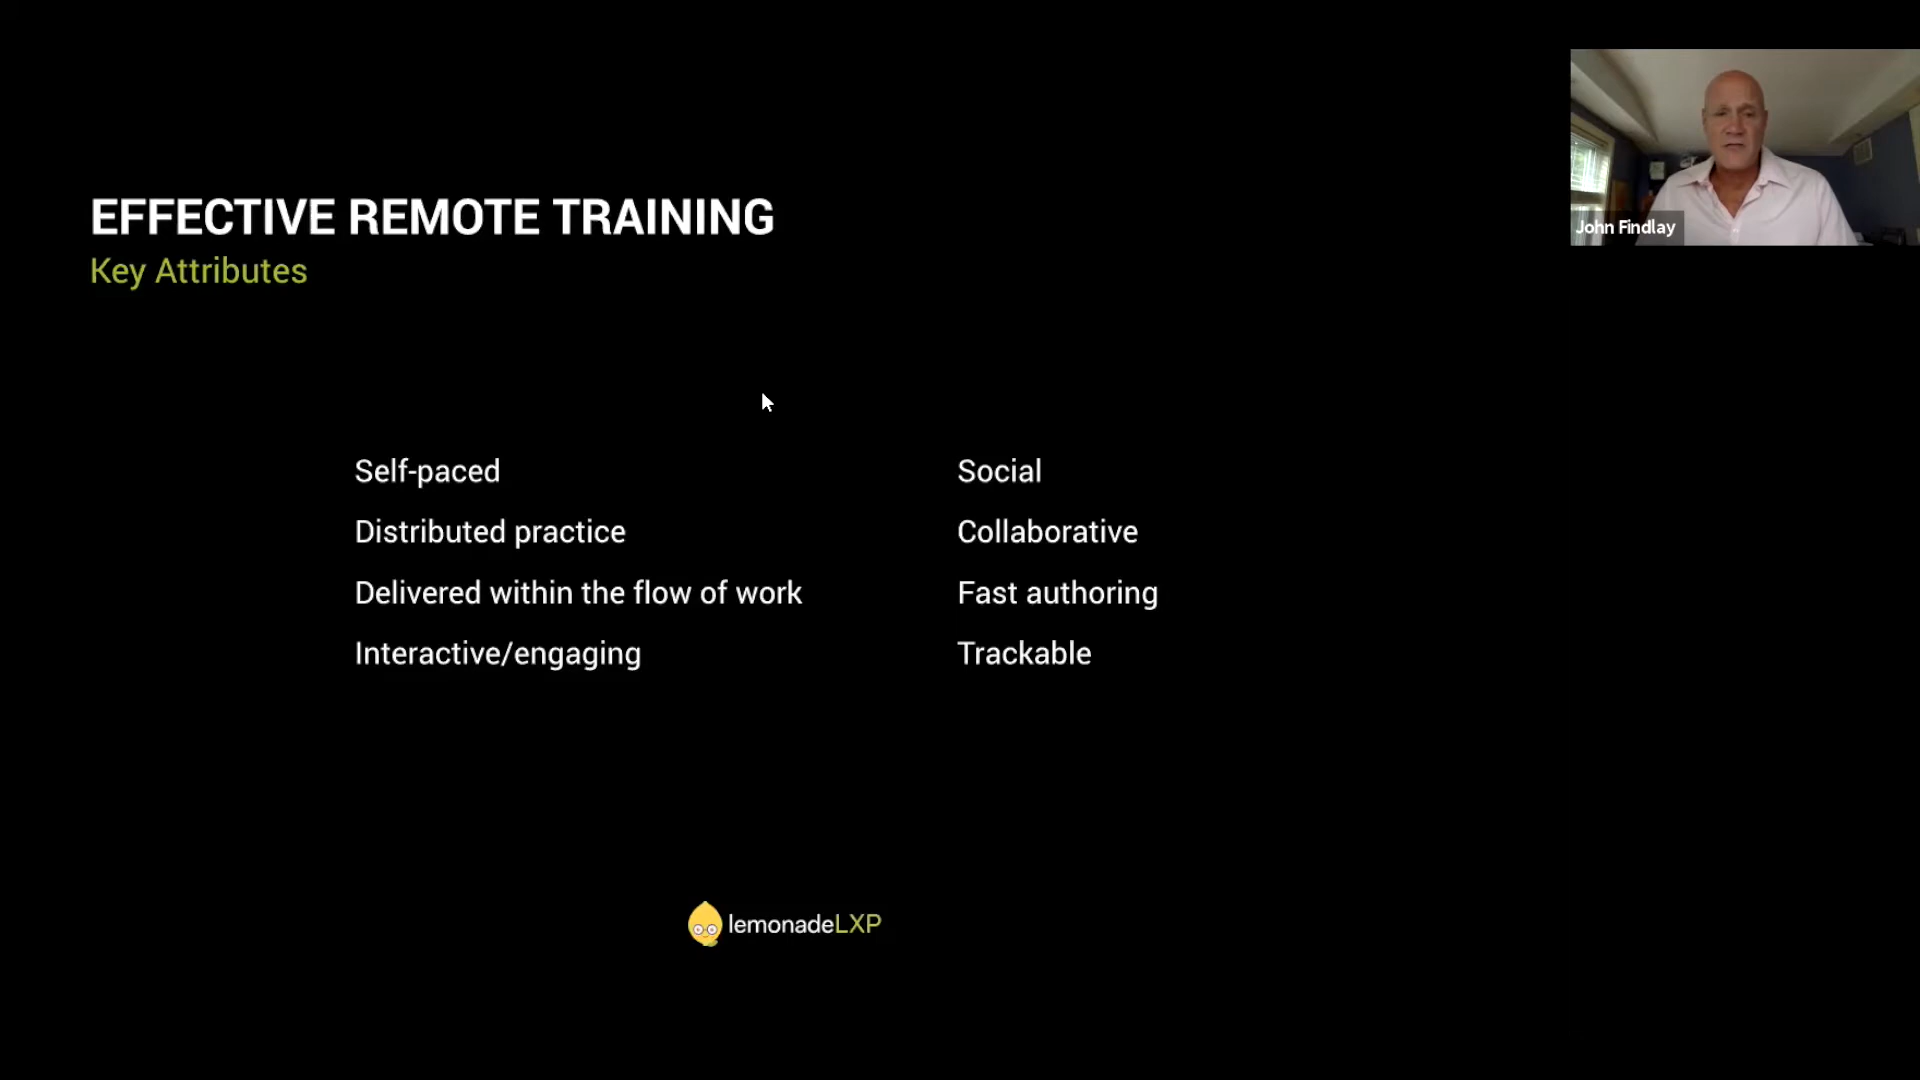 EFFECTIVE REMOTE TRAINING
Key Attributes
Self-paced
Distributed practice
Delivered within the flow of work
Interactive/engaging
Social
Collaborative
Fast authoring
Trackable
lemonadeLXP
John Findlay